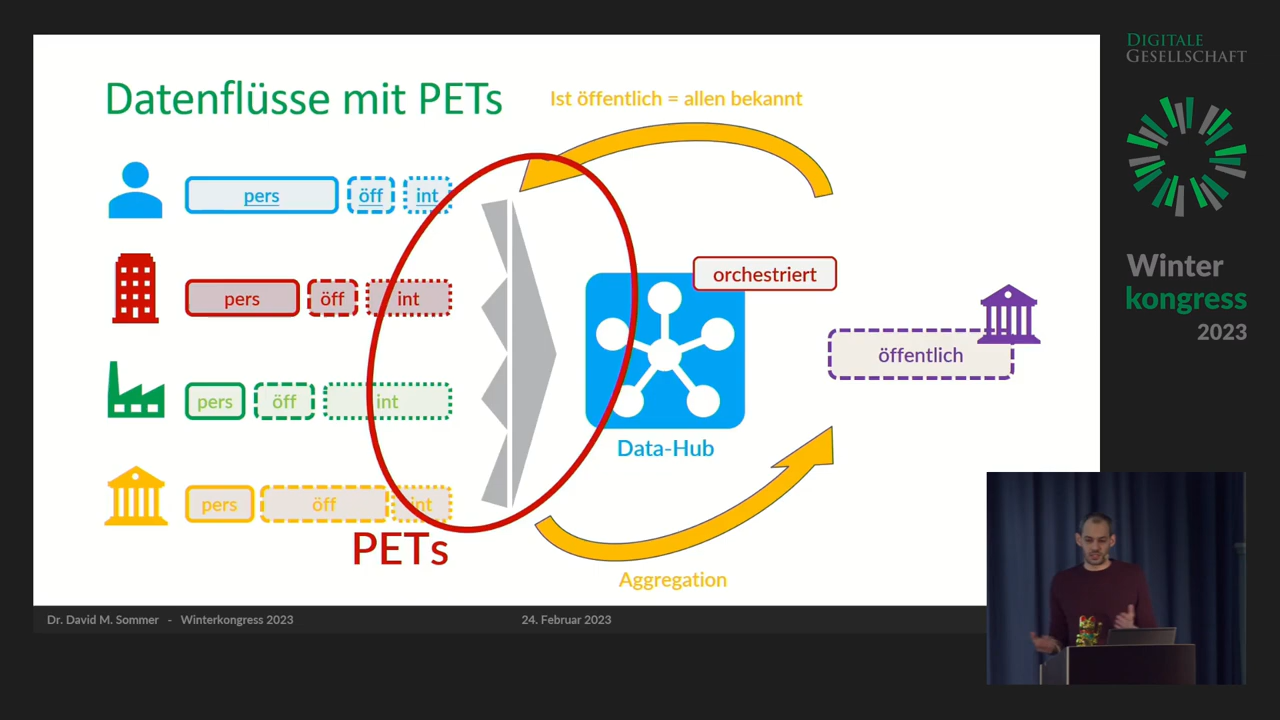 Datenflüsse mit PETs
Ist öffentlich = allen bekannt
pers öff int
orchestriert
pers öff int
öffentlich
pers öff int
Data-Hub
pers öff int
PETs
Aggregation
Dr. David M. Sommer - Winterkongress 2023 24. Februar 2023
DIGITALE
GESELLSCHAFT
Winter
kongress
2023